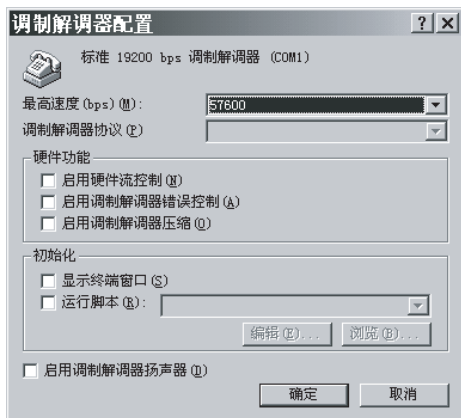 调制解调器配置
标准 19200 bps 调制解调器 (COM1)
最高速度(bps)(M): 57600
调制解调器协议(P)
硬件功能
启用硬件流控制(N)
启用调制解调器错误控制(A)
启用调制解调器压缩(O)
初始化
显示终端窗口(S)
运行脚本(R):
编辑(E)... 浏览(B)...
启用调制解调器扬声器(D)
确定 取消